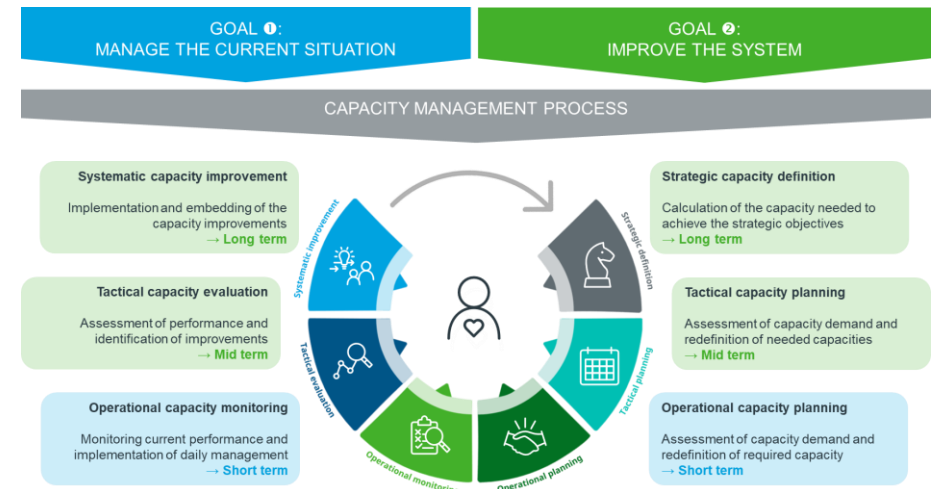 GOAL ❶:
MANAGE THE CURRENT SITUATION
GOAL ❷:
IMPROVE THE SYSTEM
CAPACITY MANAGEMENT PROCESS
Systematic capacity improvement
Implementation and embedding of the
capacity improvements
→ Long term
Tactical capacity evaluation
Assessment of performance and
identification of improvements
→ Mid term
Operational capacity monitoring
Monitoring current performance and
implementation of daily management
→ Short term
Systematic improvement
Tactical evaluation
Operational monitoring
Operational planning
Tactical planning
Strategic definition
Strategic capacity definition
Calculation of the capacity needed to
achieve the strategic objectives
→ Long term
Tactical capacity planning
Assessment of capacity demand and
redefinition of needed capacities
→ Mid term
Operational capacity planning
Assessment of capacity demand and
redefinition of required capacity
→ Short term